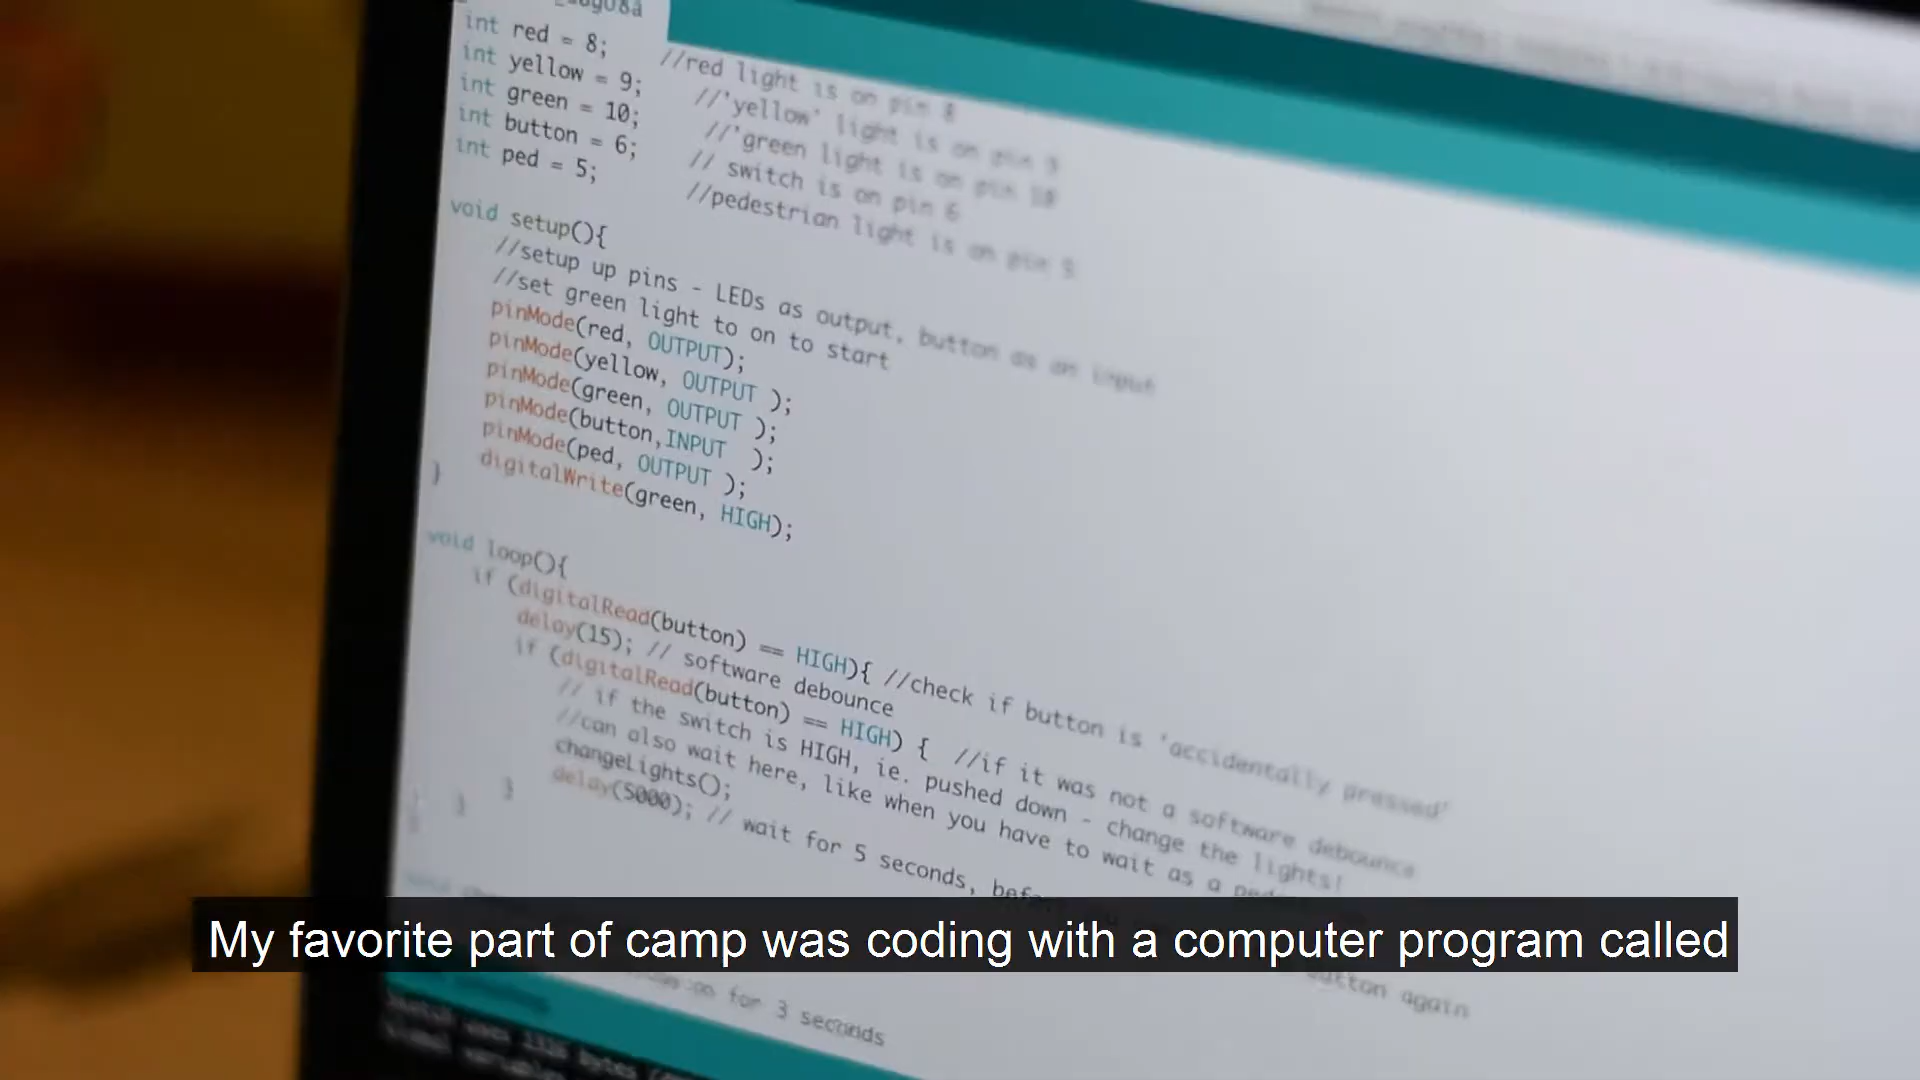 int red = 8; //red light is on pin 8
int yellow = 9; //'yellow' light is on pin 9
int green = 10; //'green light is on pin 10
int button = 6; // switch is on pin 6
int ped = 5; //pedestrian light is on pin 5
void setup(){
//setup up pins - LEDs as output, button as an input
//set green light to on to start
pinMode(red, OUTPUT);
pinMode(yellow, OUTPUT );
pinMode(green, OUTPUT );
pinMode(button,INPUT );
pinMode(ped, OUTPUT );
digitalWrite(green, HIGH);
}
void loop(){
if (digitalRead(button) == HIGH){ //check if button is 'accidentally pressed'
delay(15); // software debounce
if (digitalRead(button) == HIGH) { //if it was not a software debounce
// if the switch is HIGH, ie. pushed down - change the lights!
//can also wait here, like when you have to wait as a
changeLights();
delay(5000); // wait for 5 seconds,
}
}
}
button again
My favorite part of camp was coding with a computer program called
for 3 seconds
bytes